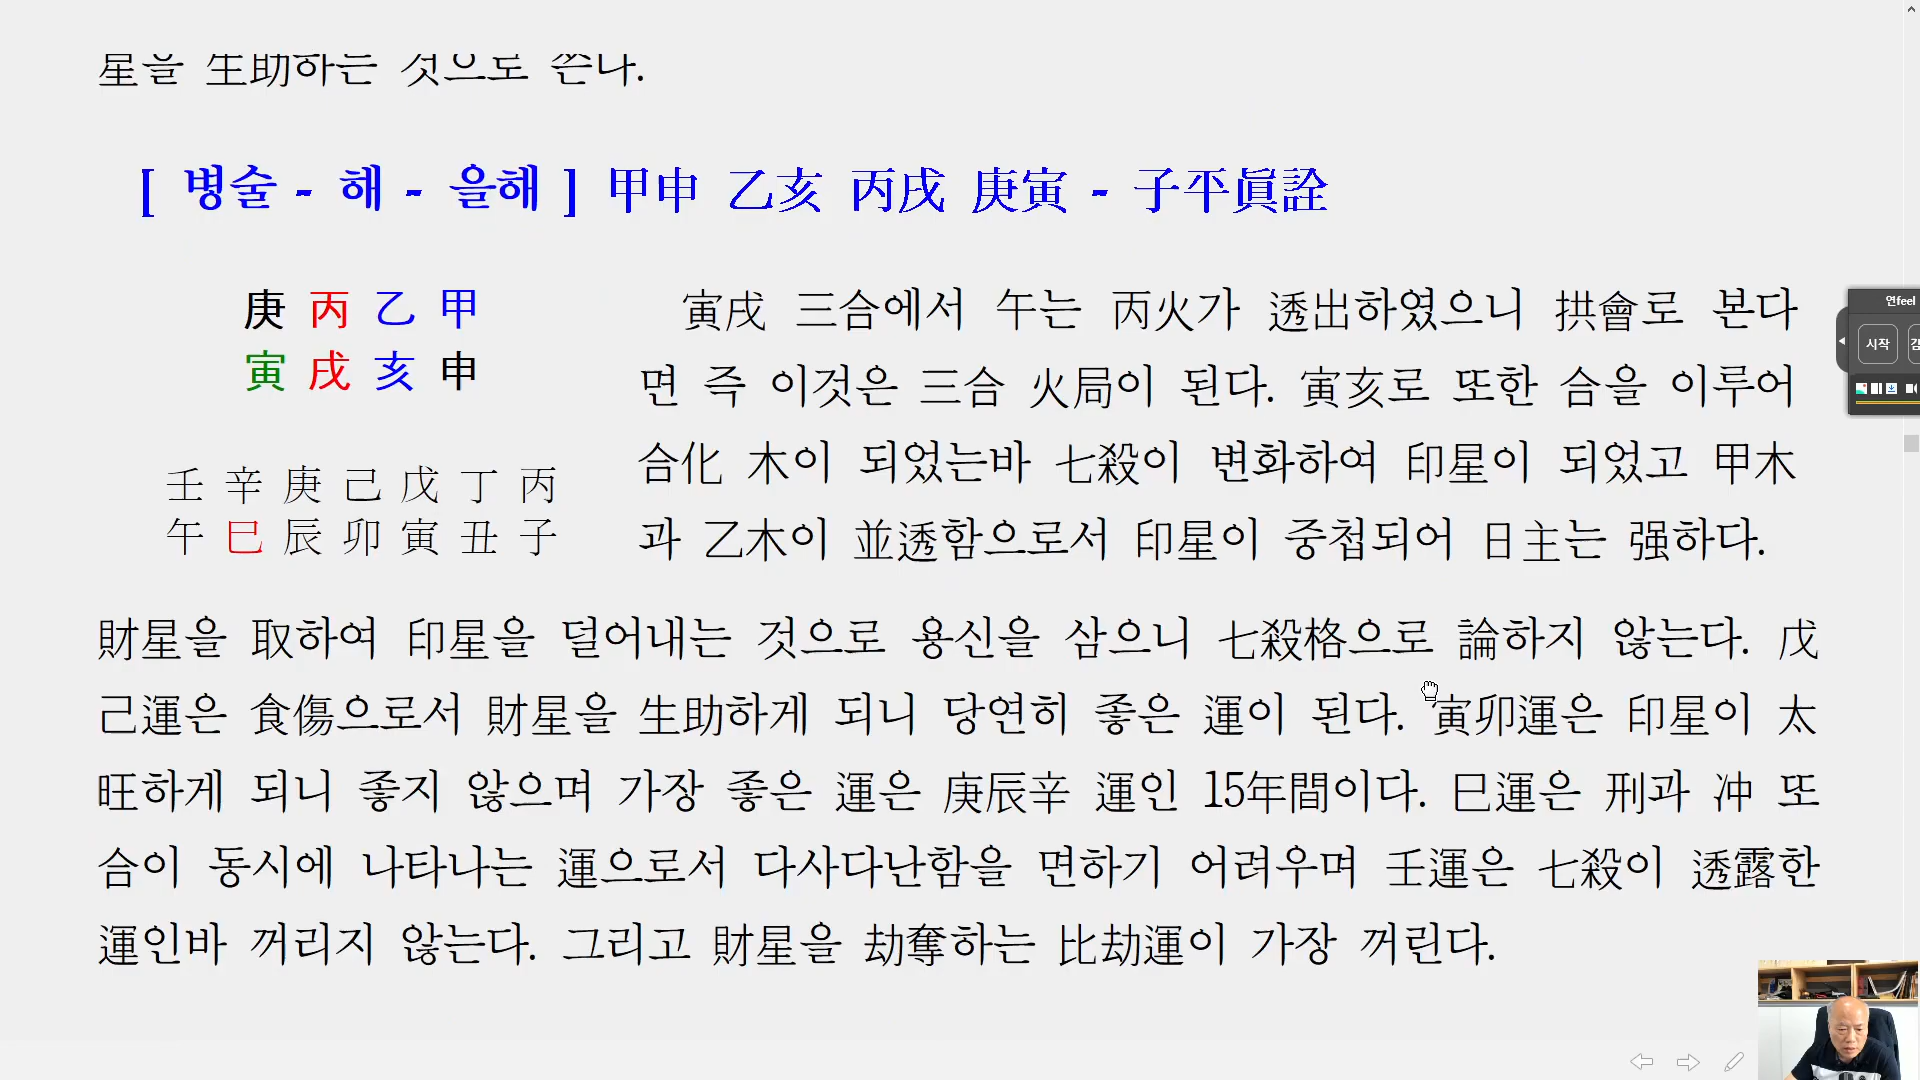 星을 生助하는 것으로 쓴다.
[ 병술 - 해 - 을해 ] 甲申 乙亥 丙戌 庚寅 - 子平眞詮
庚 丙 乙 甲
寅 戌 亥 申
壬 辛 庚 己 戊 丁 丙
午 巳 辰 卯 寅 丑 子
寅戌 三合에서 午는 丙火가 透出하였으니 拱會로 본다
면 즉 이것은 三合 火局이 된다. 寅亥로 또한 合을 이루어
合化 木이 되었는바 七殺이 변화하여 印星이 되었고 甲木
과 乙木이 並透함으로서 印星이 중첩되어 日主는 强하다.
財星을 取하여 印星을 덜어내는 것으로 용신을 삼으니 七殺格으로 論하지 않는다. 戊
己運은 食傷으로서 財星을 生助하게 되니 당연히 좋은 運이 된다. 寅卯運은 印星이 太
旺하게 되니 좋지 않으며 가장 좋은 運은 庚辰辛 運인 15年間이다. 巳運은 刑과 冲 또
合이 동시에 나타나는 運으로서 다사다난함을 면하기 어려우며 壬運은 七殺이 透露한
運인바 꺼리지 않는다. 그리고 財星을 劫奪하는 比劫運이 가장 꺼린다.
연feel
시작